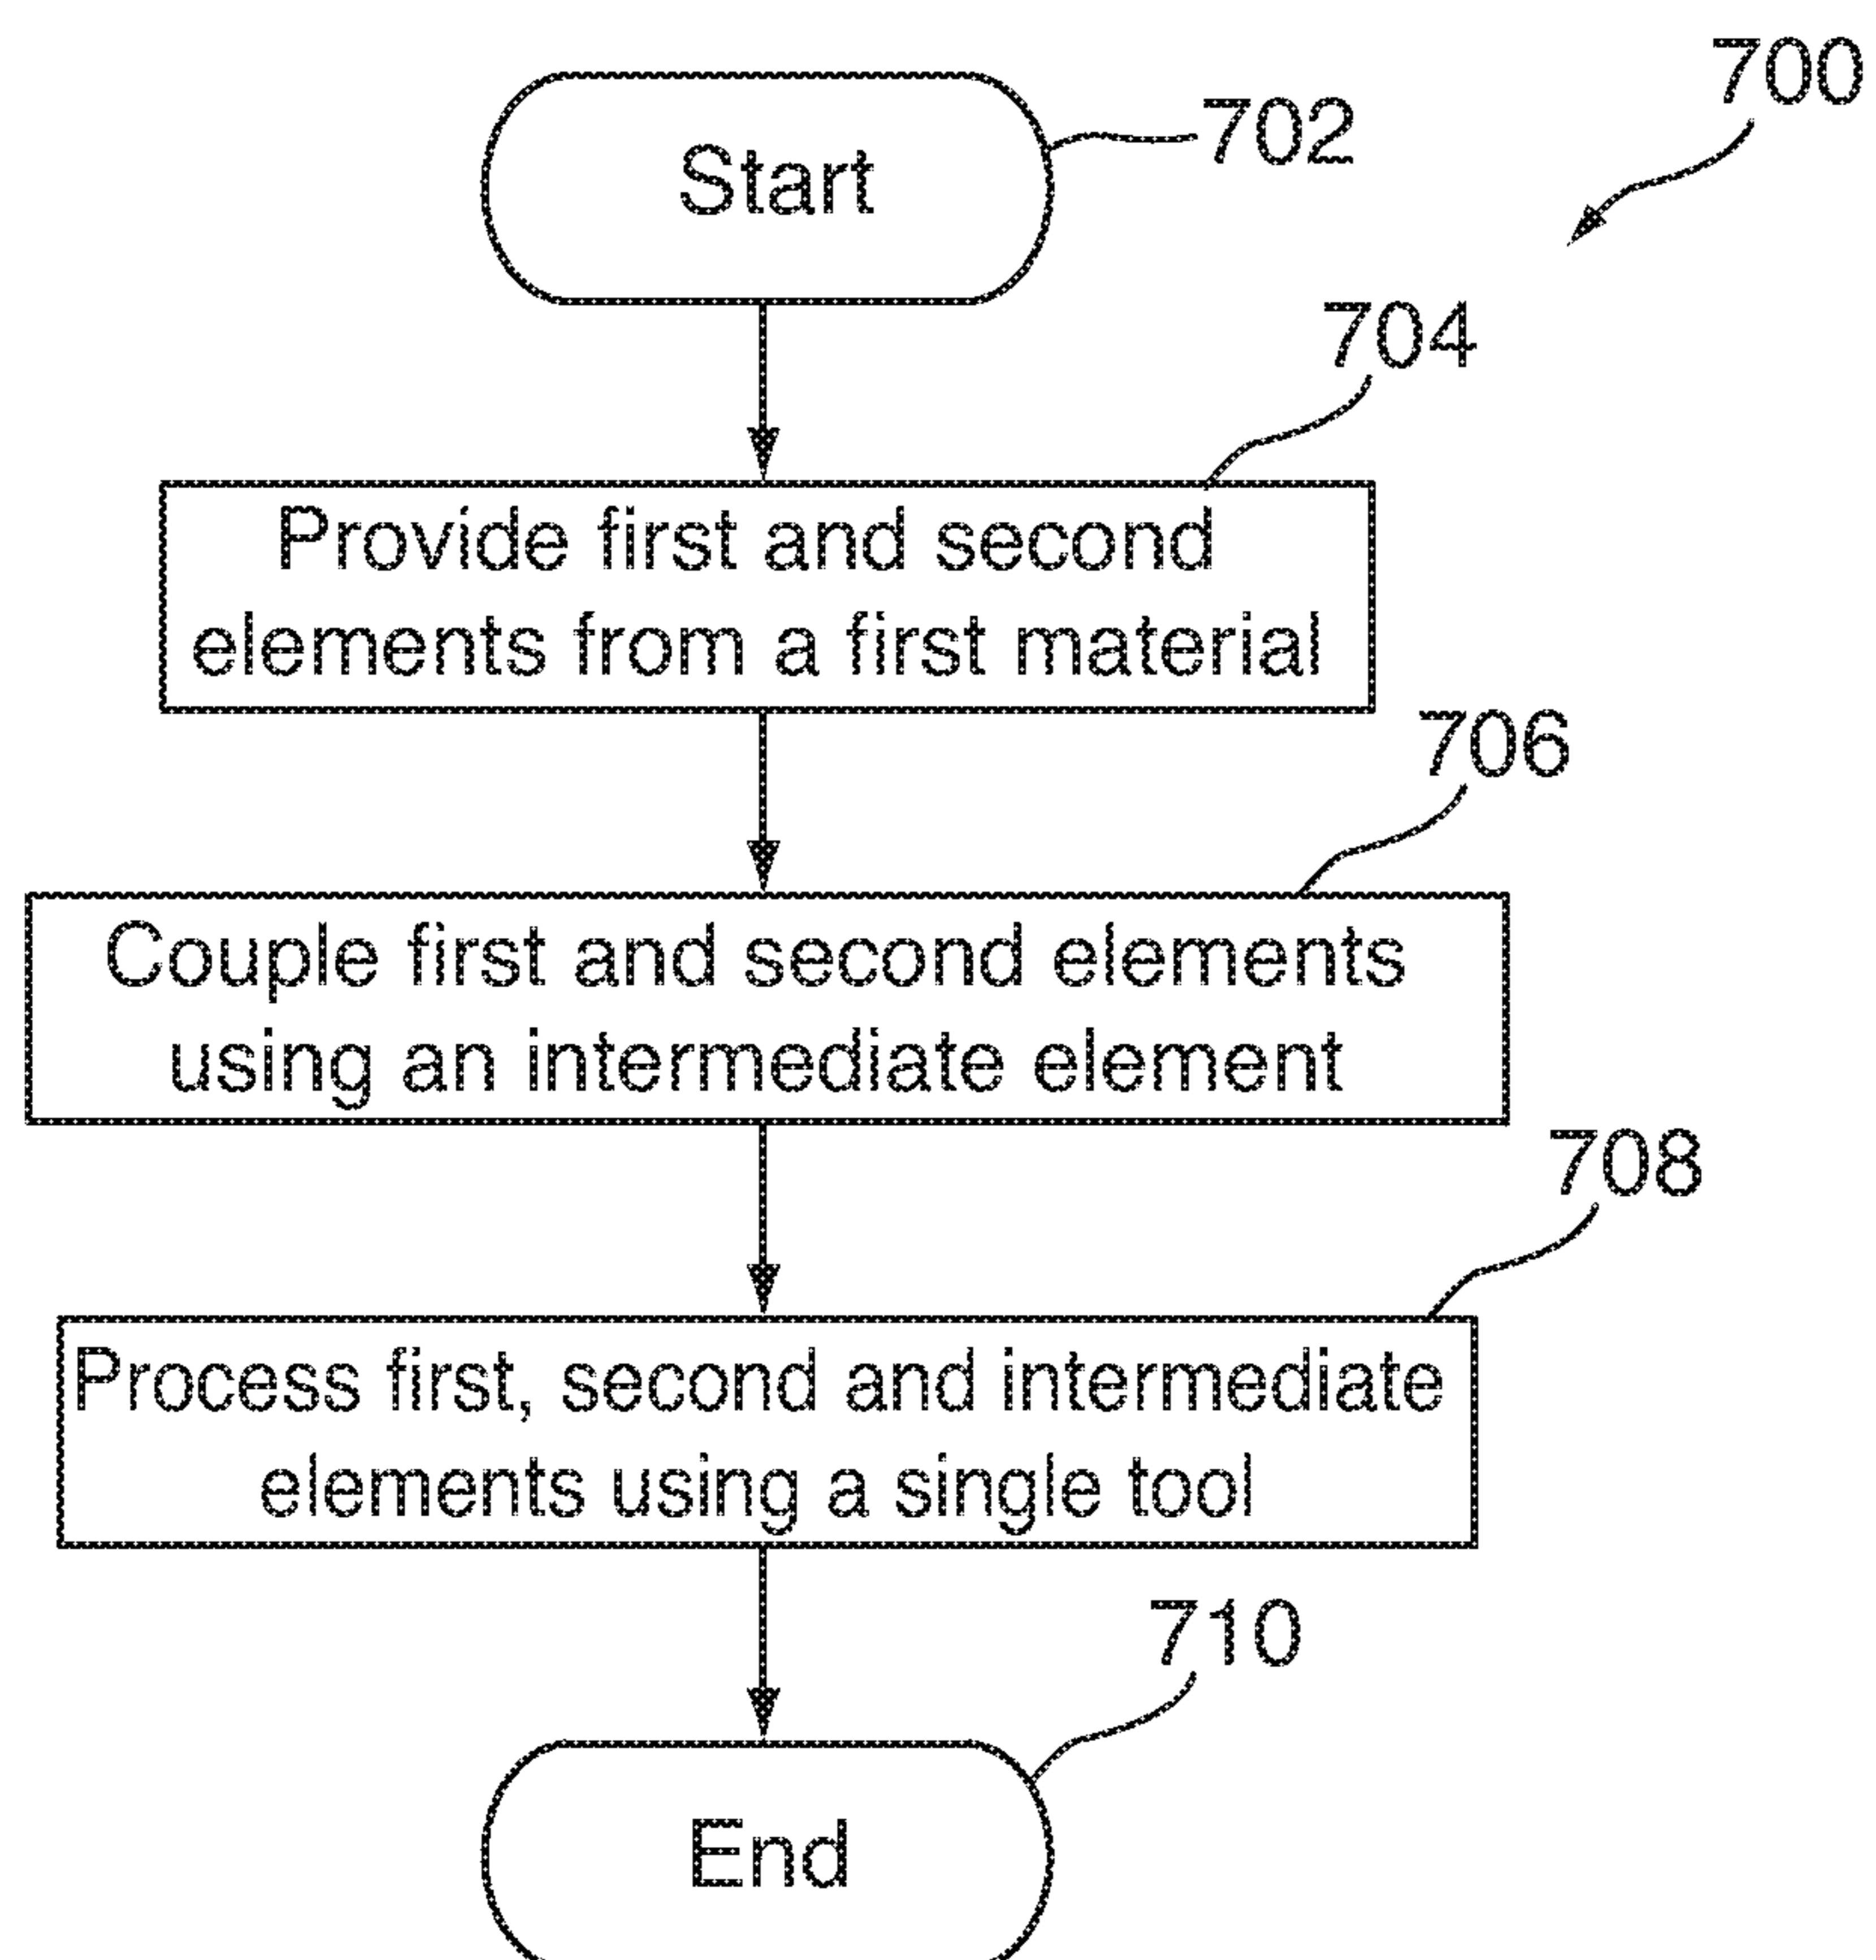 700
Start
702
704
Provide first and second
elements from a first material
706
Couple first and second elements
using an intermediate element
708
Process first, second and intermediate
elements using a single tool
710
End